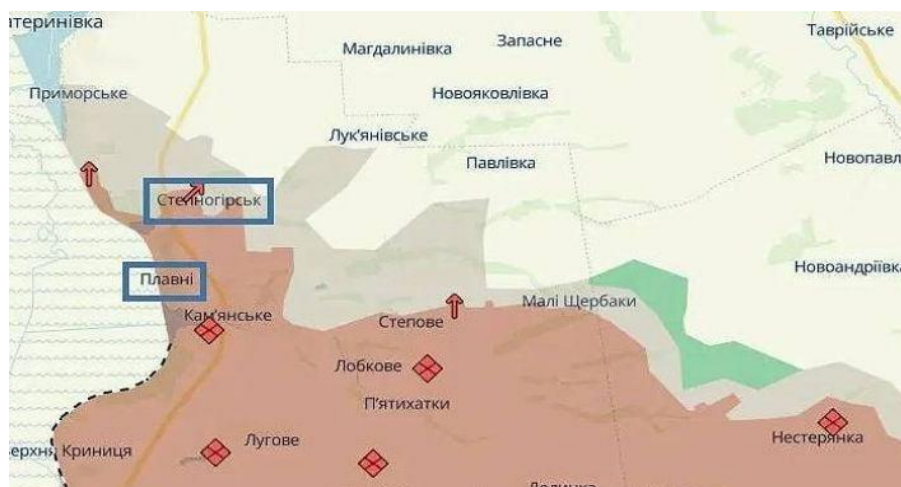 атеринівка
Запасне
Таврійське
Магдалинівка
Приморське
Новояковлівка
Лук'янівське
Павлівка
Новопавл
Степногірськ
Плавні
Новоандріївка
Кам'янське
Степове
Малі Щербаки
Лобкове
П'ятихатки
Лугове
Нестерянка
ерхня Криниця